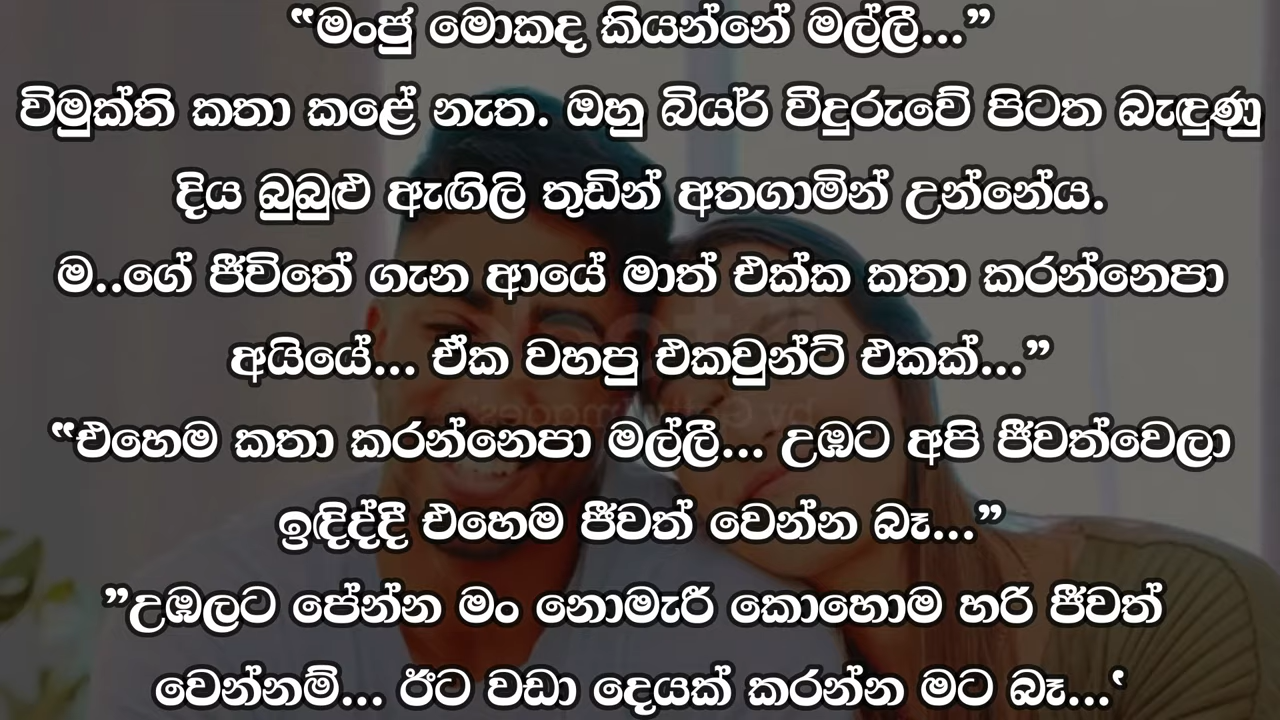 “මංජු මොකද කියන්නේ මල්ලී...”
විමුක්ති කතා කළේ නැත. ඔහු බියර් වීදුරුවේ පිටත බැඳුණු
දිය බුබුළු ඇඟිලි තුඩින් අතගාමින් උන්නේය.
ම..ගේ ජීවිතේ ගැන ආයේ මාත් එක්ක කතා කරන්නෙපා
අයියේ... ඒක වහපු එකවුන්ට් එකක්...”
“එහෙම කතා කරන්නෙපා මල්ලී... උඹට අපි ජීවත්වෙලා
ඉඳිද්දී එහෙම ජීවත් වෙන්න බෑ...”
”උඹලට පේන්න මං නොමැරී කොහොම හරි ජීවත්
වෙන්නම්... ඊට වඩා දෙයක් කරන්න මට බෑ...‘